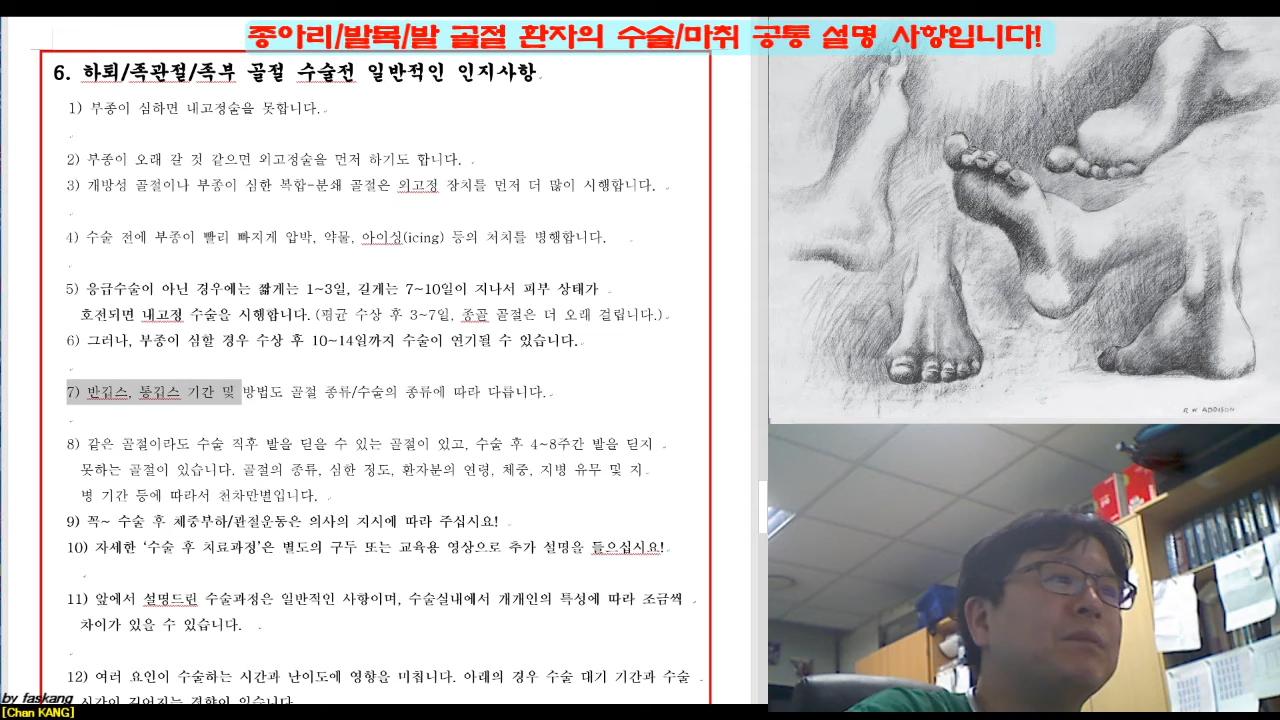 종아리/발목/발 골절 환자의 수술/마취 공통 설명 사항입니다!
6. 하퇴/족관절/족부 골절 수술전 일반적인 인지사항
1) 부종이 심하면 내고정술을 못합니다.
2) 부종이 오래 갈 것 같으면 외고정술을 먼저 하기도 합니다.
3) 개방성 골절이나 부종이 심한 복합-분쇄 골절은 외고정 장치를 먼저 더 많이 시행합니다.
4) 수술 전에 부종이 빨리 빠지게 압박, 약물, 아이싱(icing) 등의 처치를 병행합니다.
5) 응급수술이 아닌 경우에는 짧게는 1~3일, 길게는 7~10일이 지나서 피부 상태가
호전되면 내고정 수술을 시행합니다. (평균 수상 후 3~7일, 종골 골절은 더 오래 걸립니다.)
6) 그러나, 부종이 심할 경우 수상 후 10~14일까지 수술이 연기될 수 있습니다.
7) 반깁스, 통깁스 기간 및 방법도 골절 종류/수술의 종류에 따라 다릅니다.
8) 같은 골절이라도 수술 직후 발을 딛을 수 있는 골절이 있고, 수술 후 4~8주간 발을 딛지
못하는 골절이 있습니다. 골절의 종류, 심한 정도, 환자분의 연령, 체중, 지병 유무 및 지
병 기간 등에 따라서 천차만별입니다.
9) 꼭~ 수술 후 체중부하/관절운동은 의사의 지시에 따라 주십시요!
10) 자세한 '수술 후 치료과정'은 별도의 구두 또는 교육용 영상으로 추가 설명을 들으십시요!
11) 앞에서 설명드린 수술과정은 일반적인 사항이며, 수술실내에서 개개인의 특성에 따라 조금씩
차이가 있을 수 있습니다.
12) 여러 요인이 수술하는 시간과 난이도에 영향을 미칩니다. 아래의 경우 수술 대기 기간과 수술
시간이 길어지는 경향이 있습니다.
by faskang
[Chan KANG]
R W ADDISON